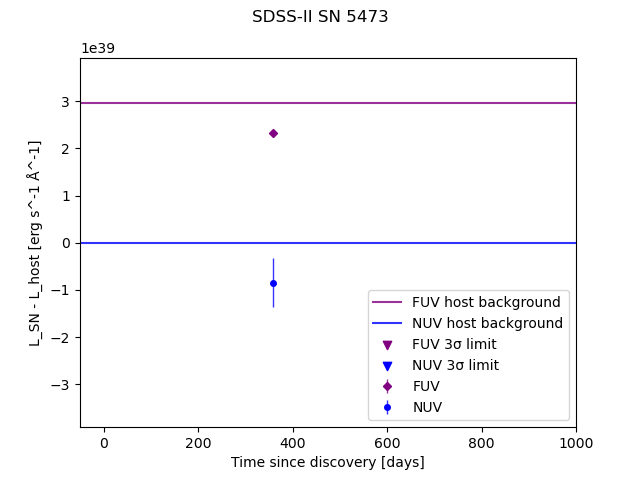 SDSS-II SN 5473
1e39
3
2
1
0
−1
−2
−3
L_SN - L_host [erg s^-1 Å^-1]
FUV host background
NUV host background
FUV 3σ limit
NUV 3σ limit
FUV
NUV
0 200 400 600 800 1000
Time since discovery [days]